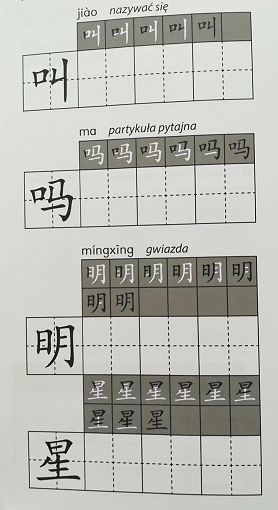 jiào nazywać się
叫 叫 叫 叫 叫
叫
ma partykuła pytajna
吗 吗 吗 吗 吗 吗
吗
míngxīng gwiazda
明 明 明 明 明 明
明 明
明
星 星 星 星 星 星
星 星 星
星